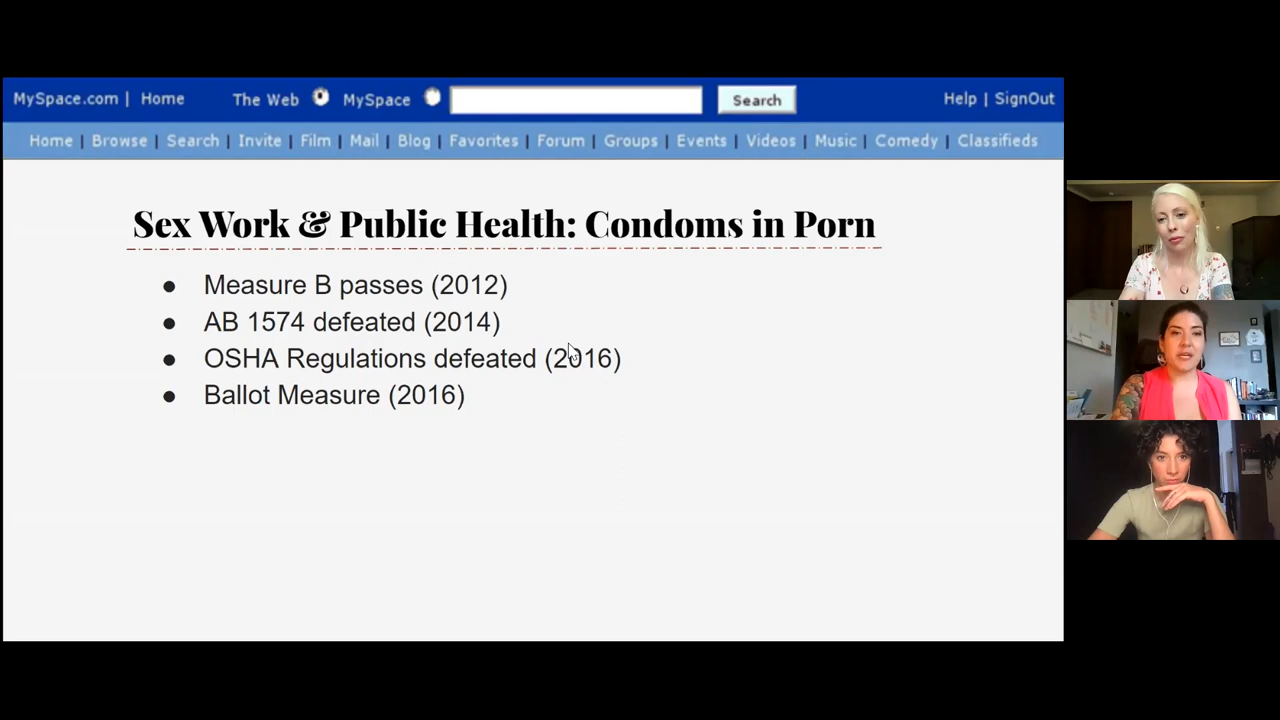 MySpace.com | Home The Web MySpace Search Help | SignOut
Home | Browse | Search | Invite | Film | Mail | Blog | Favorites | Forum | Groups | Events | Videos | Music | Comedy | Classifieds
Sex Work & Public Health: Condoms in Porn
● Measure B passes (2012)
● AB 1574 defeated (2014)
● OSHA Regulations defeated (2016)
● Ballot Measure (2016)